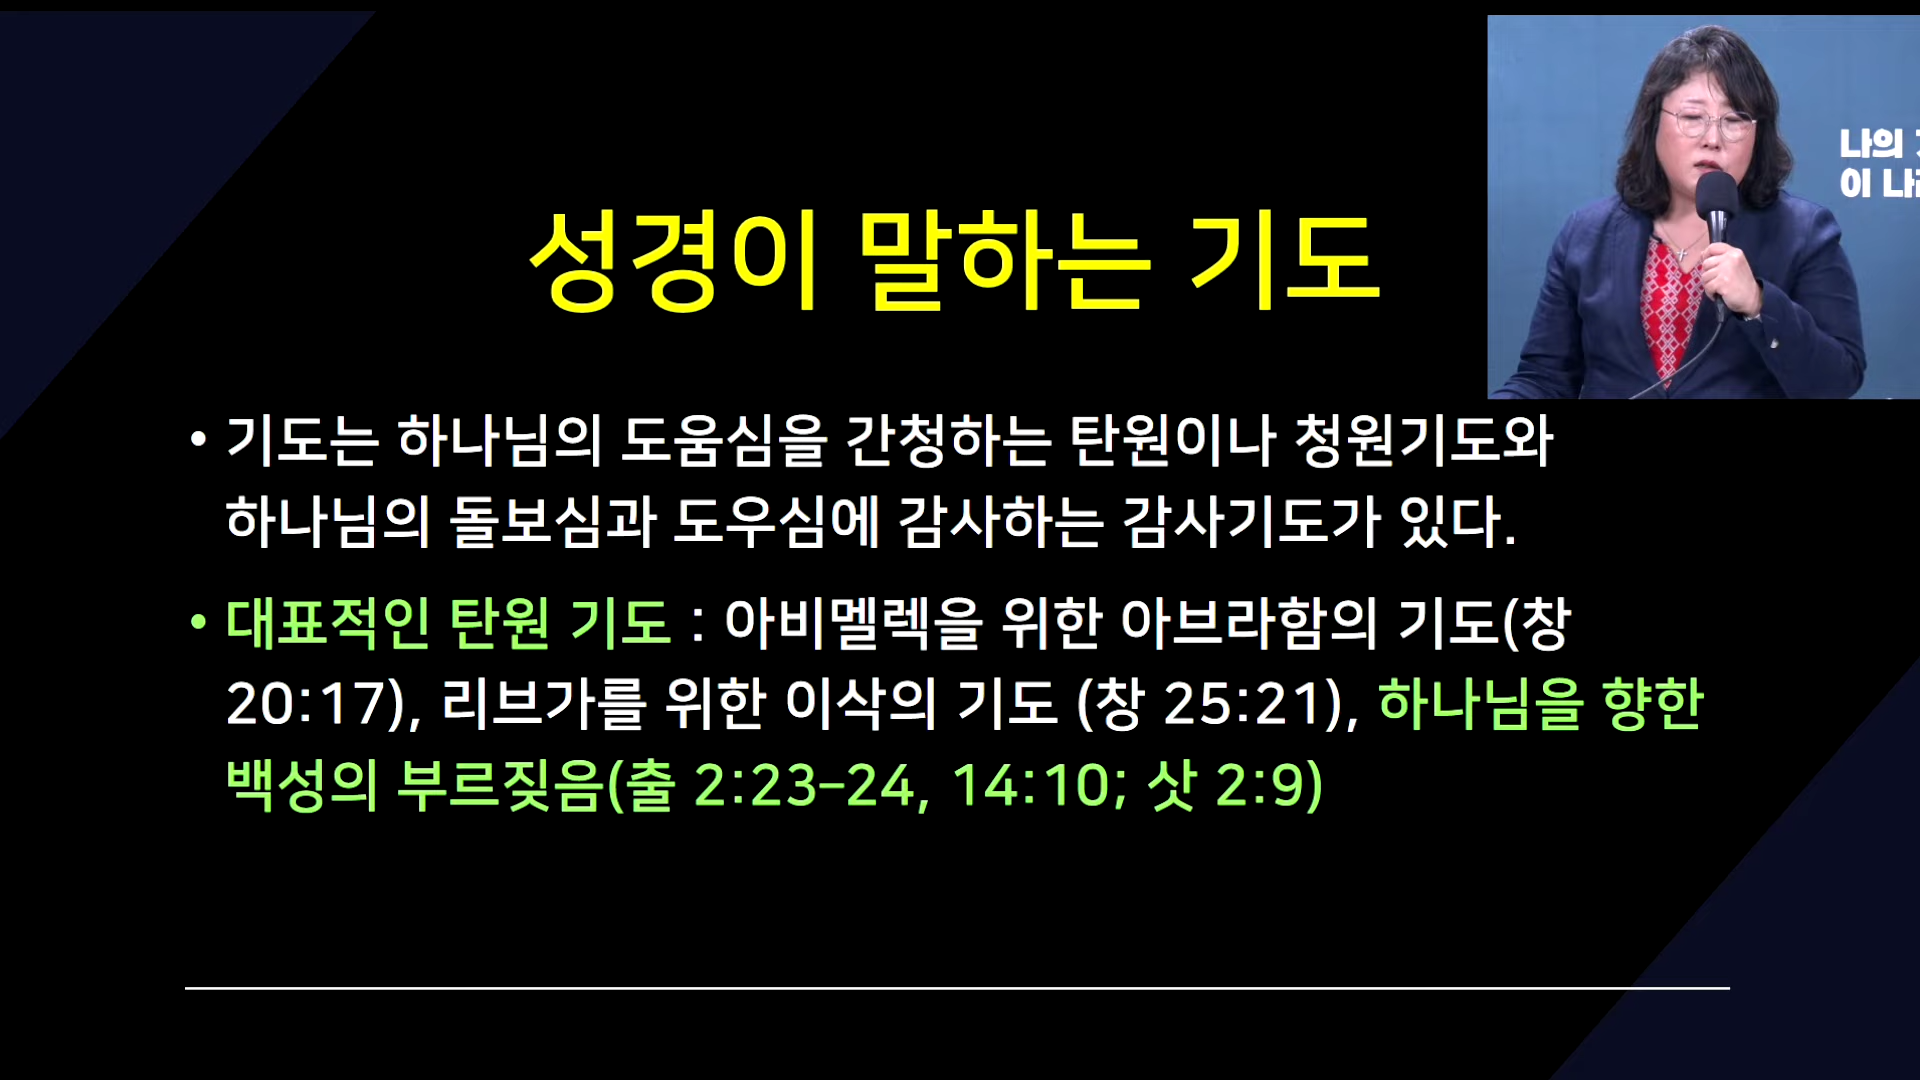 성경이 말하는 기도
나의
이
• 기도는 하나님의 도움심을 간청하는 탄원이나 청원기도와
하나님의 돌보심과 도우심에 감사하는 감사기도가 있다.
• 대표적인 탄원 기도 : 아비멜렉을 위한 아브라함의 기도(창
20:17), 리브가를 위한 이삭의 기도 (창 25:21), 하나님을 향한
백성의 부르짖음(출 2:23-24, 14:10; 삿 2:9)